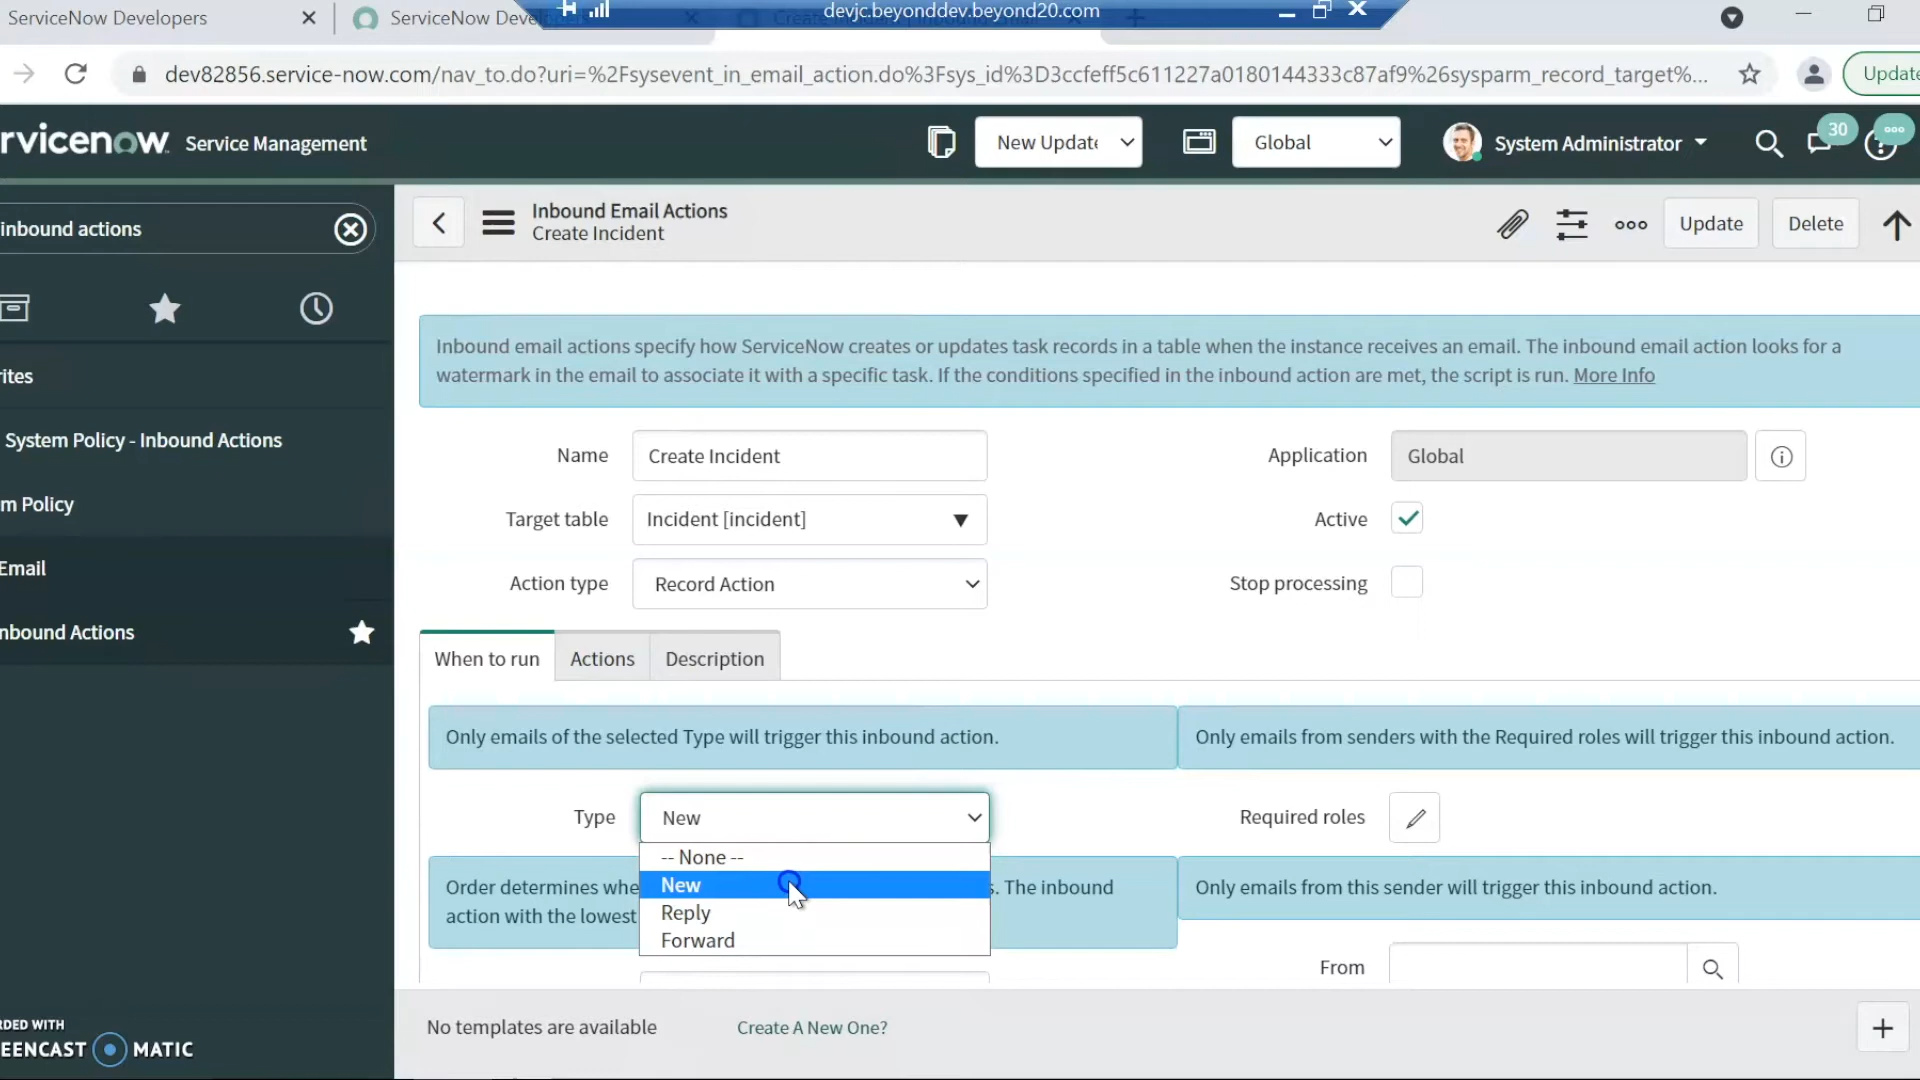 ServiceNow Developers
ServiceNow Deve
devjc.beyonddev.beyond20.com
dev82856.service-now.com/nav_to.do?uri=%2Fsysevent_in_email_action.do%3Fsys_id%3D3ccfeff5c611227a0180144333c87af9%26sysparm_record_target%...
Update
rvicenow Service Management
New Update
Global
System Administrator
30
inbound actions
Inbound Email Actions
Create Incident
Update
Delete
rites
System Policy - Inbound Actions
m Policy
Email
nbound Actions
Inbound email actions specify how ServiceNow creates or updates task records in a table when the instance receives an email. The inbound email action looks for a
watermark in the email to associate it with a specific task. If the conditions specified in the inbound action are met, the script is run. More Info
Name
Create Incident
Application
Global
Target table
Incident [incident]
Active
Action type
Record Action
Stop processing
When to run
Actions
Description
Only emails of the selected Type will trigger this inbound action.
Only emails from senders with the Required roles will trigger this inbound action.
Type
New
Required roles
-- None --
New
Reply
Forward
Order determines whe
s. The inbound
action with the lowest
Only emails from this sender will trigger this inbound action.
From
No templates are available
Create A New One?
RDED WITH
EENCAST MATIC